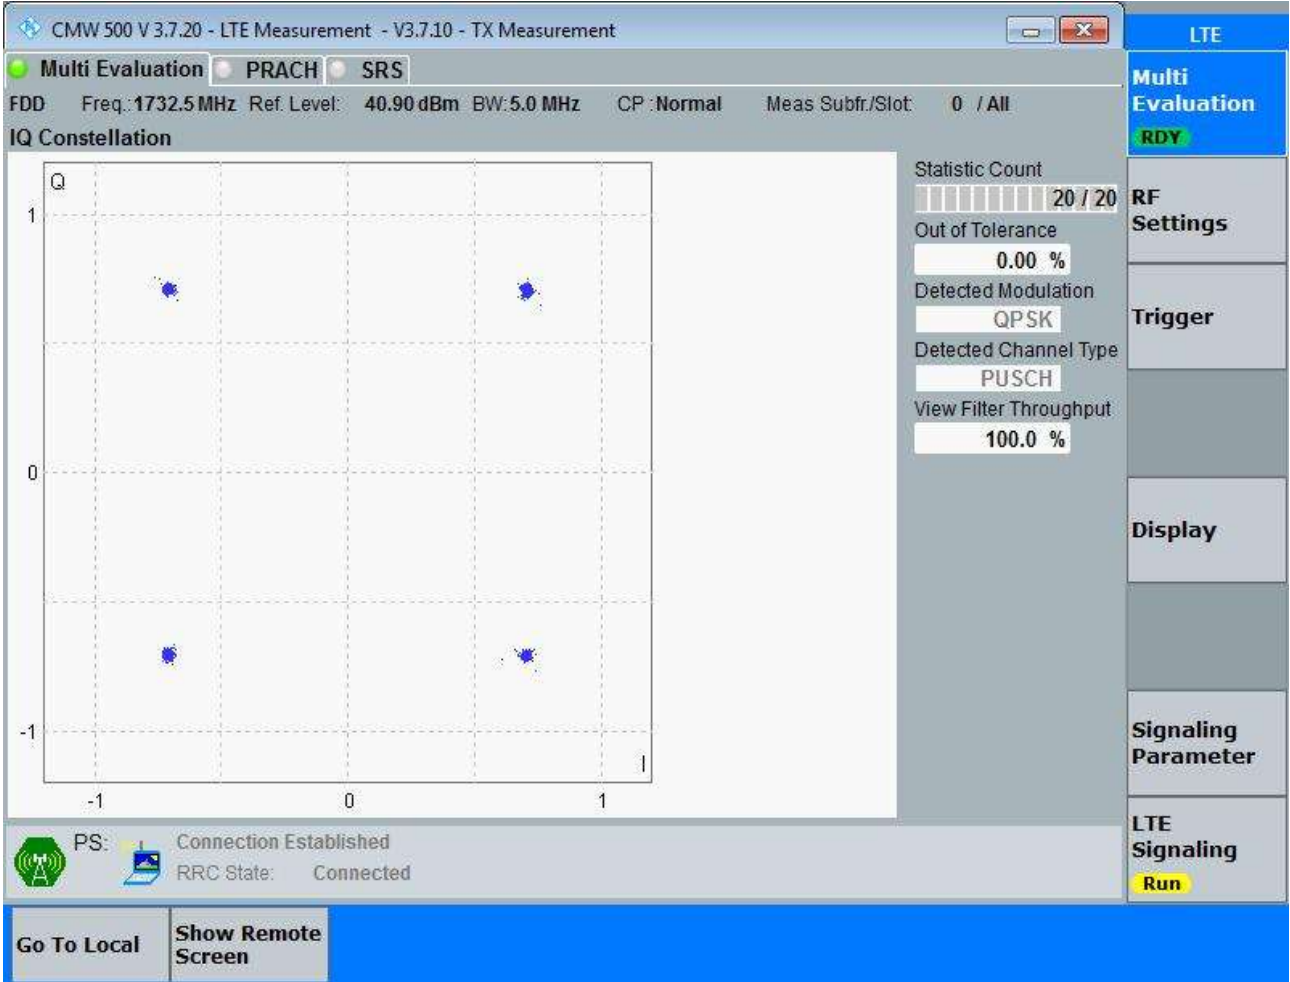 CMW 500 V 3.7.20 - LTE Measurement - V3.7.10 - TX Measurement
LTE
Multi Evaluation PRACH SRS
FDD Freq.: 1732.5 MHz Ref. Level: 40.90 dBm BW: 5.0 MHz CP : Normal Meas Subfr./Slot: 0 / All
IQ Constellation
Q
1
0
-1
I
-1 0 1
Statistic Count
20 / 20
Out of Tolerance
0.00 %
Detected Modulation
QPSK
Detected Channel Type
PUSCH
View Filter Throughput
100.0 %
Multi
Evaluation
RDY
RF
Settings
Trigger
Display
Signaling
Parameter
LTE
Signaling
Run
PS: Connection Established
RRC State: Connected
Go To Local
Show Remote
Screen